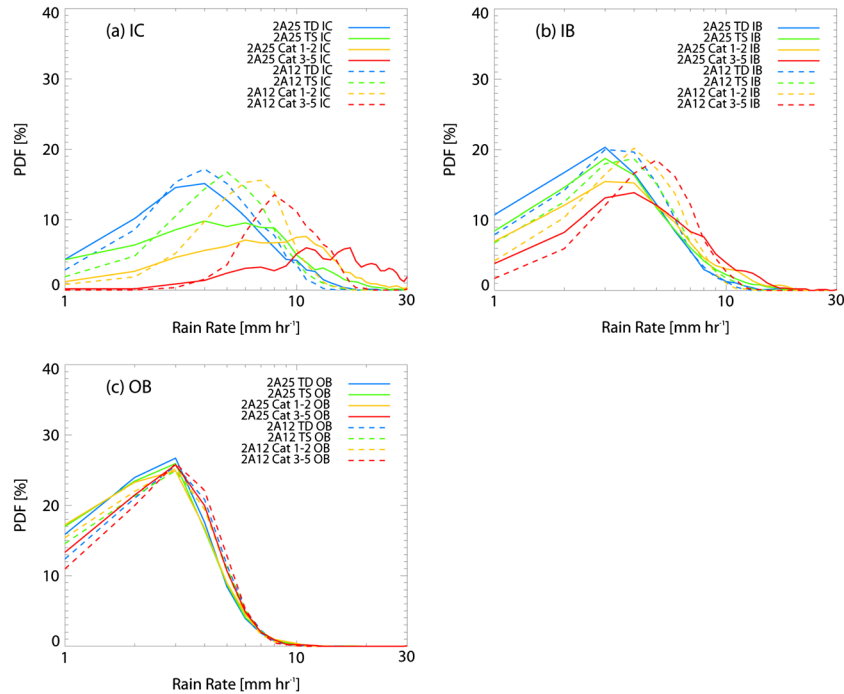 (a) IC
2A25 TD IC
2A25 TS IC
2A25 Cat 1-2 IC
2A25 Cat 3-5 IC
2A12 TD IC
2A12 TS IC
2A12 Cat 1-2 IC
2A12 Cat 3-5 IC
40
30
20
10
0
PDF [%]
1
10
30
Rain Rate [mm hr⁻¹]
(b) IB
2A25 TD IB
2A25 TS IB
2A25 Cat 1-2 IB
2A25 Cat 3-5 IB
2A12 TD IB
2A12 TS IB
2A12 Cat 1-2 IB
2A12 Cat 3-5 IB
40
30
20
10
0
PDF [%]
1
10
30
Rain Rate [mm hr⁻¹]
(c) OB
2A25 TD OB
2A25 TS OB
2A25 Cat 1-2 OB
2A25 Cat 3-5 OB
2A12 TD OB
2A12 TS OB
2A12 Cat 1-2 OB
2A12 Cat 3-5 OB
40
30
20
10
0
PDF [%]
1
10
30
Rain Rate [mm hr⁻¹]